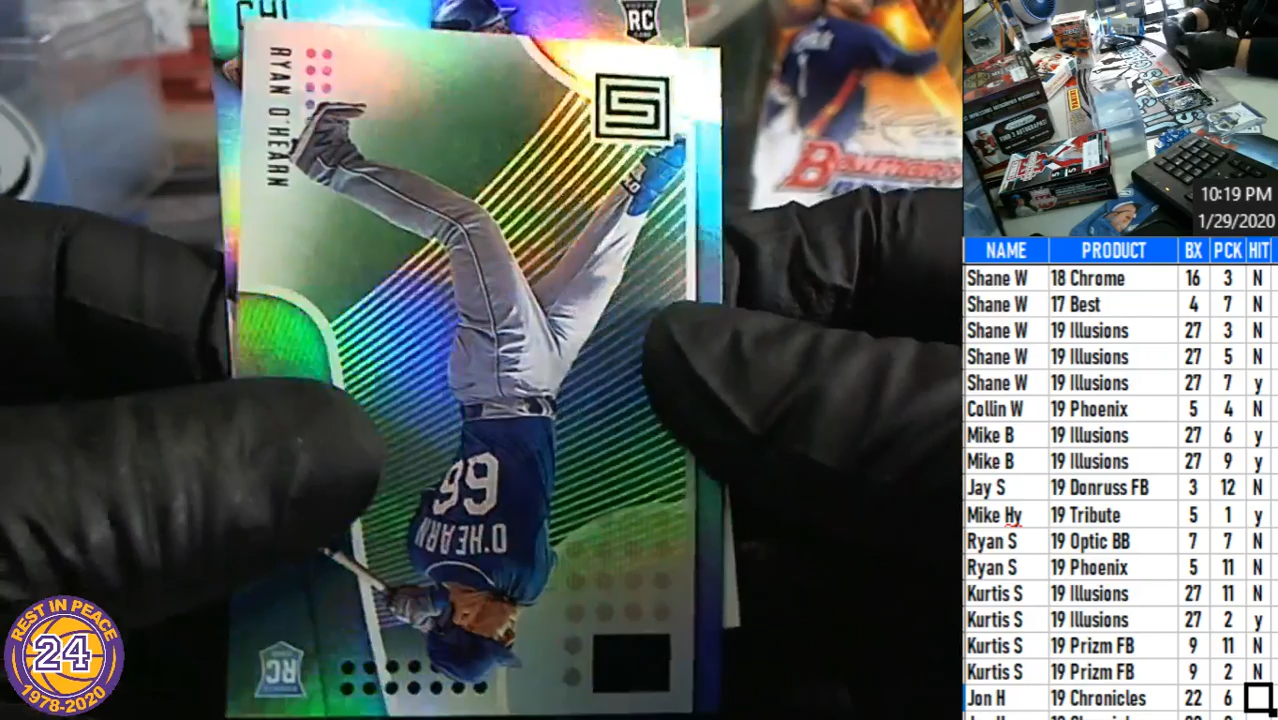 RC
RYAN O'HEARN
S
66
O'HEARN
RC
Bowman
REST IN PEACE
24
1978-2020
PANINI
10:19 PM
1/29/2020
NAME PRODUCT BX PCK HIT
Shane W 18 Chrome 16 3 N
Shane W 17 Best 4 7 N
Shane W 19 Illusions 27 3 N
Shane W 19 Illusions 27 5 N
Shane W 19 Illusions 27 7 y
Collin W 19 Phoenix 5 4 N
Mike B 19 Illusions 27 6 y
Mike B 19 Illusions 27 9 y
Jay S 19 Donruss FB 3 12 N
Mike Hy 19 Tribute 5 1 y
Ryan S 19 Optic BB 7 7 N
Ryan S 19 Phoenix 5 11 N
Kurtis S 19 Illusions 27 11 N
Kurtis S 19 Illusions 27 2 y
Kurtis S 19 Prizm FB 9 11 N
Kurtis S 19 Prizm FB 9 2 N
Jon H 19 Chronicles 22 6